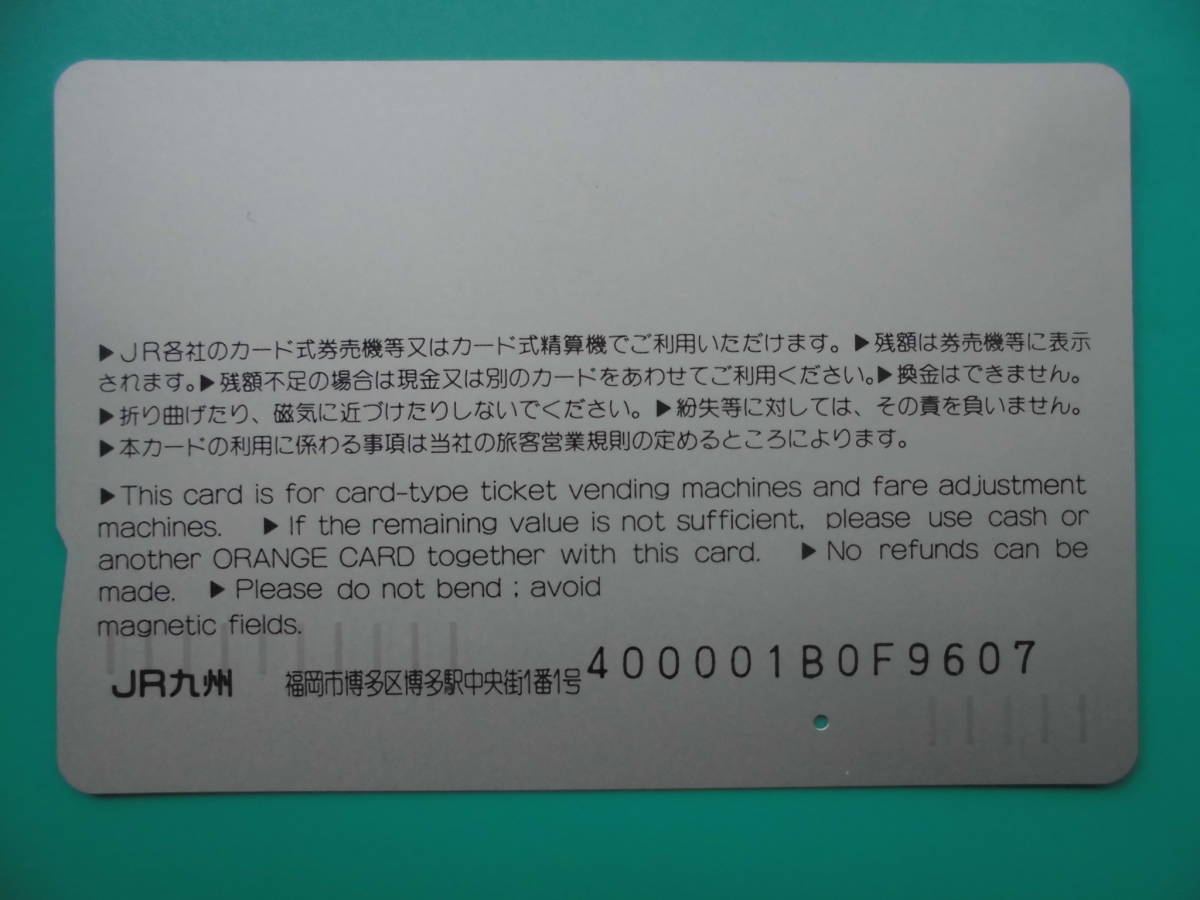 ▶JR各社のカード式券売機等又はカード式精算機でご利用いただけます。▶残額は券売機等に表示
されます。▶残額不足の場合は現金又は別のカードをあわせてご利用ください。▶換金はできません。
▶折り曲げたり、磁気に近づけたりしないでください。▶紛失等に対しては、その責を負いません。
▶本カードの利用に係わる事項は当社の旅客営業規則の定めるところによります。
▶This card is for card-type ticket vending machines and fare adjustment
machines. ▶If the remaining value is not sufficient, please use cash or
another ORANGE CARD together with this card. ▶No refunds can be
made. ▶Please do not bend ; avoid
magnetic fields.
JR九州 福岡市博多区博多駅中央街1番1号 400001B0F9607